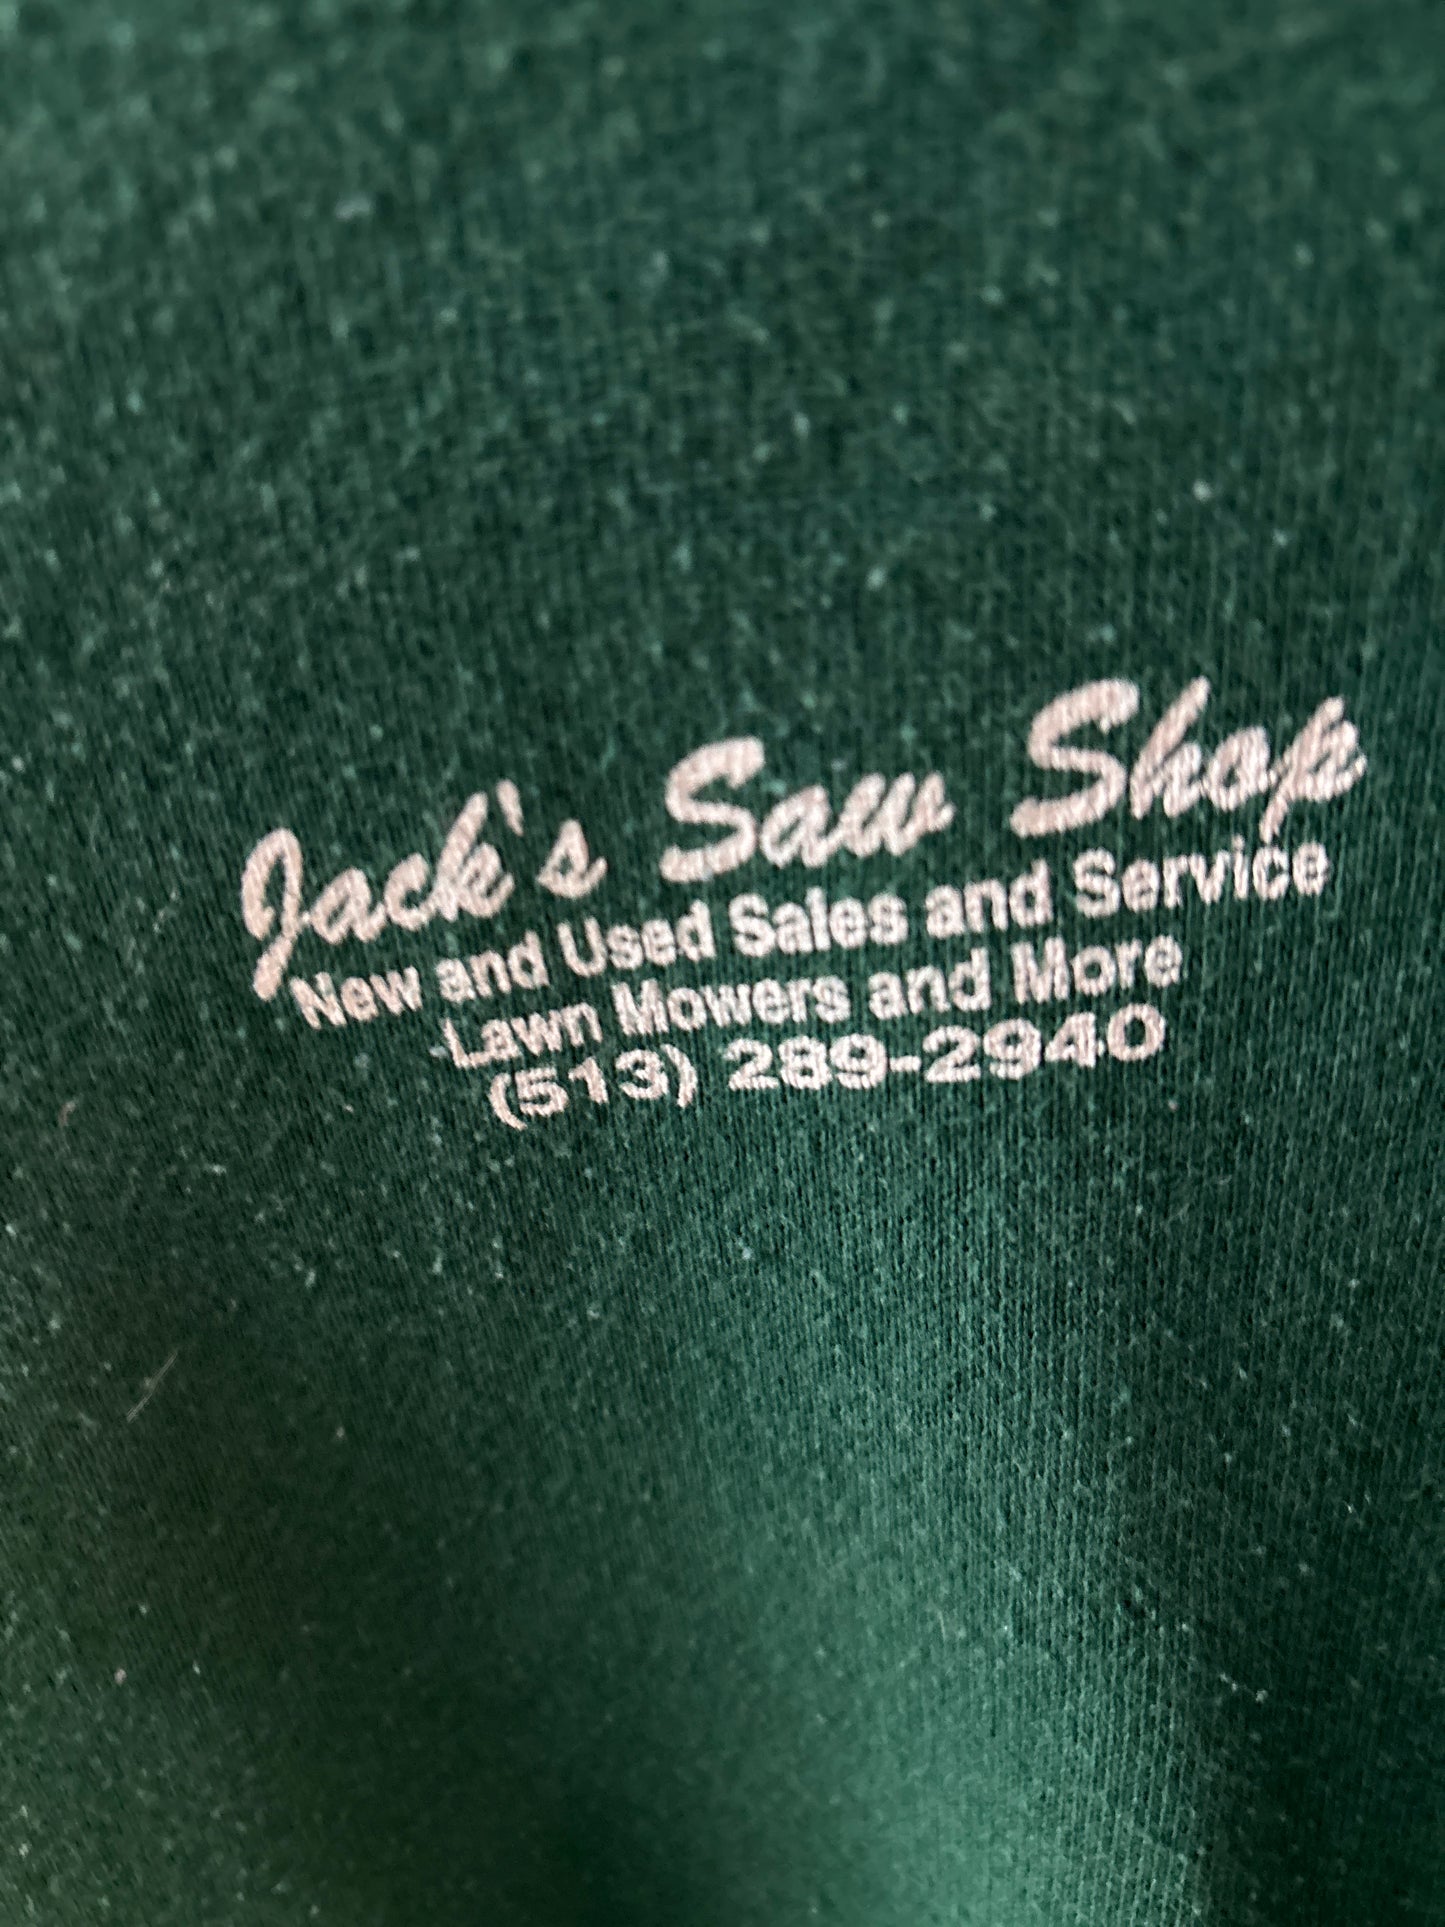 Jack's Saw Shop
New and Used Sales and Service
Lawn Mowers and More
(513) 289-2940